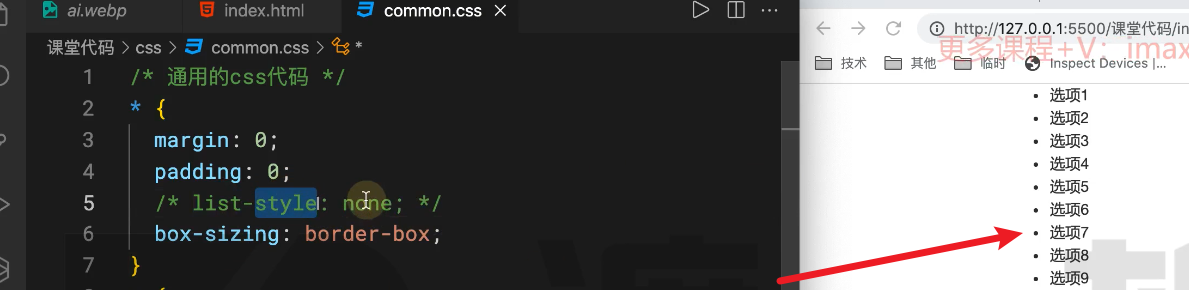 ai.webp index.html common.css
课堂代码 > css > common.css > *
1 /* 通用的css代码 */
2 * {
3 margin: 0;
4 padding: 0;
5 /* list-style: none; */
6 box-sizing: border-box;
7 }
http://127.0.0.1:5500/课堂代码/in
更多课程+V：imax
技术 其他 临时 Inspect Devices |...
• 选项1
• 选项2
• 选项3
• 选项4
• 选项5
• 选项6
• 选项7
• 选项8
• 选项9